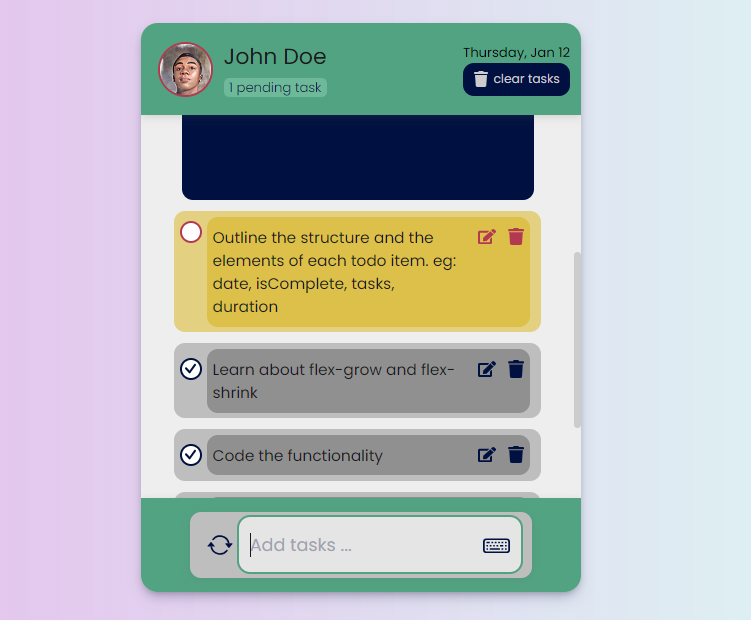 John Doe
1 pending task
Thursday, Jan 12
clear tasks
Outline the structure and the
elements of each todo item. eg:
date, isComplete, tasks,
duration
Learn about flex-grow and flex-
shrink
Code the functionality
Add tasks ...